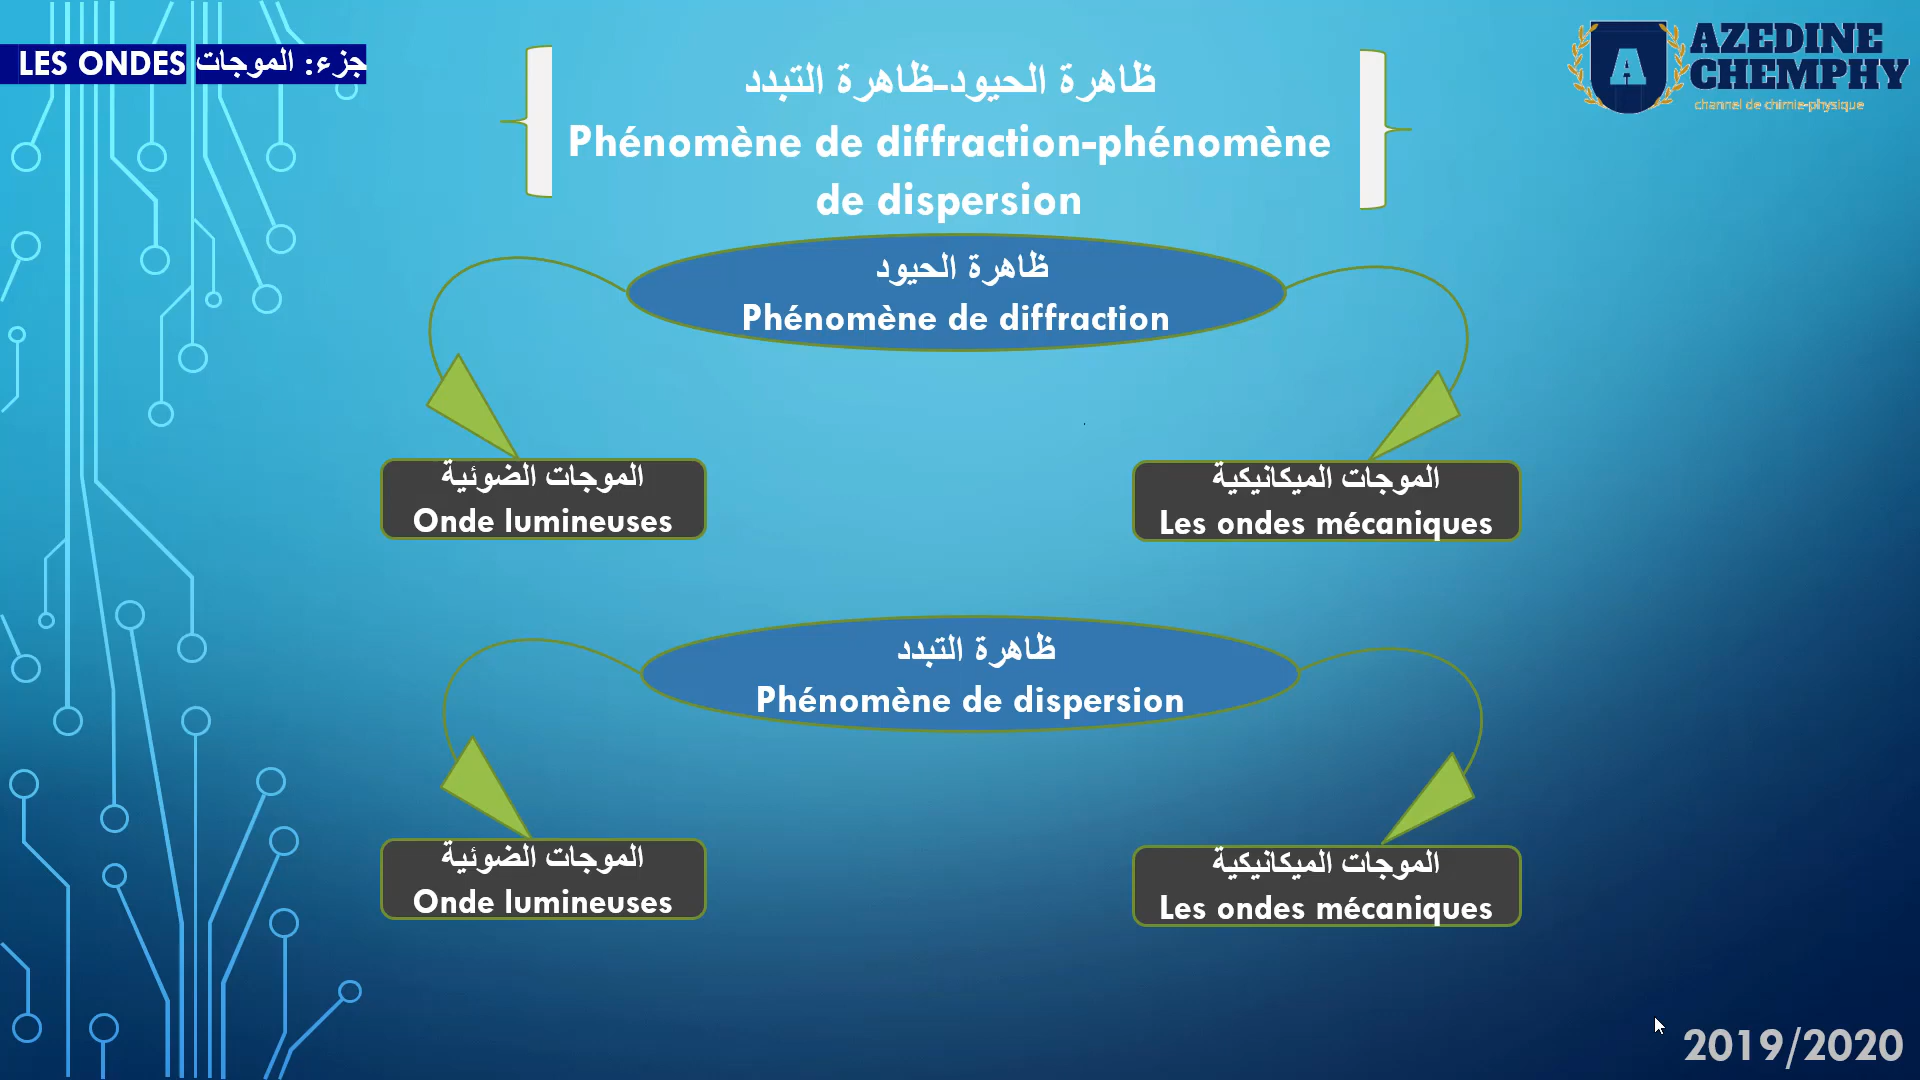 LES ONDES جزء: الموجات
AZEDINE
CHEMPHY
channel de chimie-physique
ظاهرة الحيود-ظاهرة التبدد
Phénomène de diffraction-phénomène
de dispersion
ظاهرة الحيود
Phénomène de diffraction
الموجات الضوئية
Onde lumineuses
الموجات الميكانيكية
Les ondes mécaniques
ظاهرة التبدد
Phénomène de dispersion
الموجات الضوئية
Onde lumineuses
الموجات الميكانيكية
Les ondes mécaniques
2019/2020
A